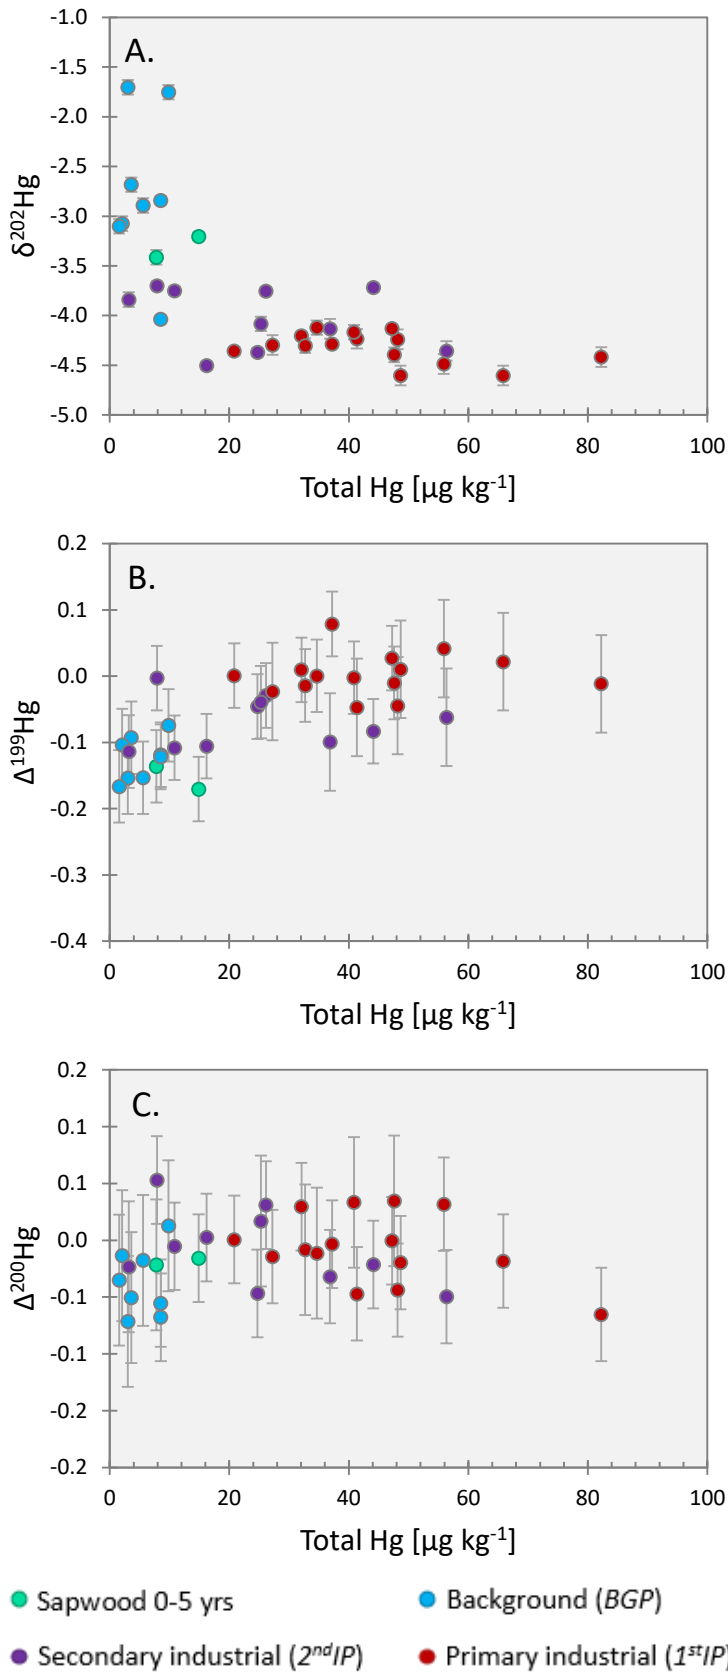 A.
-1.0
-1.5
-2.0
-2.5
-3.0
-3.5
-4.0
-4.5
-5.0
δ²⁰²Hg
0 20 40 60 80 100
Total Hg [µg kg⁻¹]
B.
0.2
0.1
0.0
-0.1
-0.2
-0.3
-0.4
Δ¹⁹⁹Hg
0 20 40 60 80 100
Total Hg [µg kg⁻¹]
C.
0.2
0.1
0.1
0.0
-0.1
-0.1
-0.2
-0.2
Δ²⁰⁰Hg
0 20 40 60 80 100
Total Hg [µg kg⁻¹]
Sapwood 0-5 yrs
Background (BGP)
Secondary industrial (2ⁿᵈIP)
Primary industrial (1ˢᵗIP)